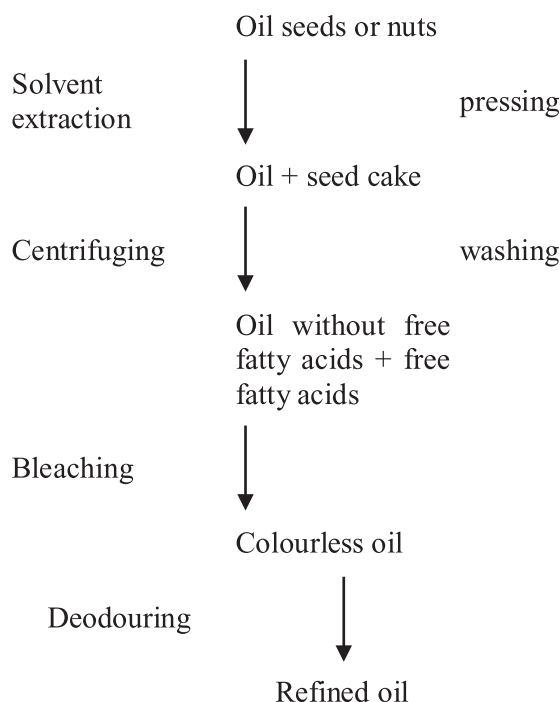 Oil seeds or nuts
Solvent
extraction
pressing
Oil + seed cake
Centrifuging
washing
Oil without free
fatty acids + free
fatty acids
Bleaching
Colourless oil
Deodouring
Refined oil